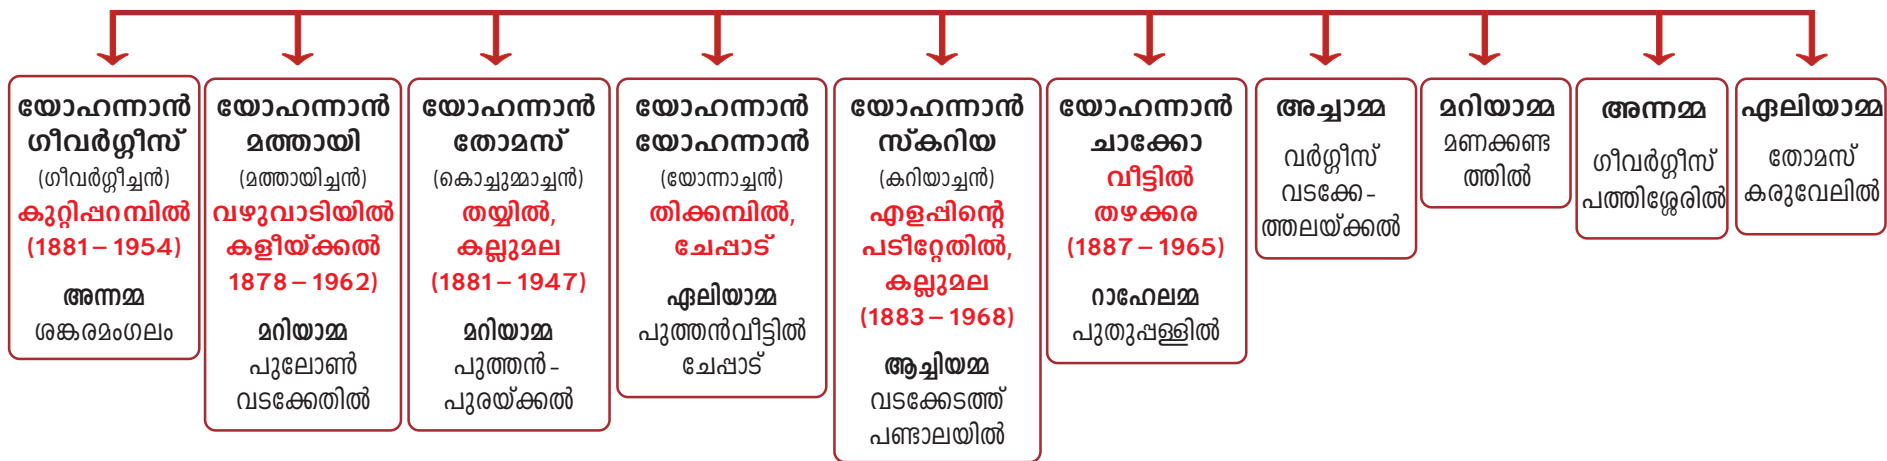 യോഹന്നാൻ
ഗീവർഗ്ഗീസ്
(ഗീവർഗ്ഗീച്ചൻ)
കുറ്റിപ്പറമ്പിൽ
(1881 – 1954)
അന്നമ്മ
ശങ്കരമംഗലം
യോഹന്നാൻ
മത്തായി
(മത്തായിച്ചൻ)
വഴുവാടിയിൽ
കളീയ്ക്കൽ
1878 – 1962)
മറിയാമ്മ
പുലോൺ
വടക്കേതിൽ
യോഹന്നാൻ
തോമസ്
(കൊച്ചുമ്മാച്ചൻ)
തയ്യിൽ,
കല്ലുമല
(1881 – 1947)
മറിയാമ്മ
പുത്തൻ-
പുരയ്ക്കൽ
യോഹന്നാൻ
യോഹന്നാൻ
(യോന്നാച്ചൻ)
തിക്കമ്പിൽ,
ചേപ്പാട്
ഏലിയാമ്മ
പുത്തൻവീട്ടിൽ
ചേപ്പാട്
യോഹന്നാൻ
സ്കറിയ
(കറിയാച്ചൻ)
എളപ്പിന്റെ
പടീറ്റേതിൽ,
കല്ലുമല
(1883 – 1968)
ആച്ചിയമ്മ
വടക്കേടത്ത്
പണ്ടാലയിൽ
യോഹന്നാൻ
ചാക്കോ
വീട്ടിൽ
തഴക്കര
(1887 – 1965)
റാഹേലമ്മ
പുതുപ്പള്ളിൽ
അച്ചാമ്മ
വർഗ്ഗീസ്
വടക്കേ-
ത്തലയ്ക്കൽ
മറിയാമ്മ
മണക്കണ്ട
ത്തിൽ
അന്നമ്മ
ഗീവർഗ്ഗീസ്
പത്തിശ്ശേരിൽ
ഏലിയാമ്മ
തോമസ്
കരുവേലിൽ